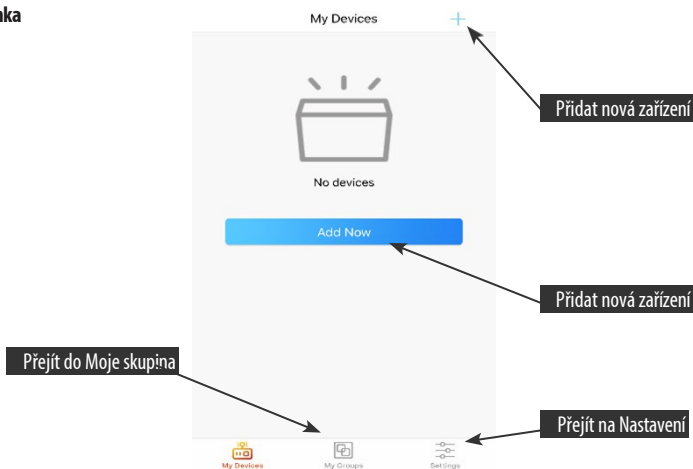 nka
My Devices
Přidat nová zařízení
No devices
Add Now
Přidat nová zařízení
Přejít do Moje skupina
Přejít na Nastavení
My Devices
My Groups
Settings